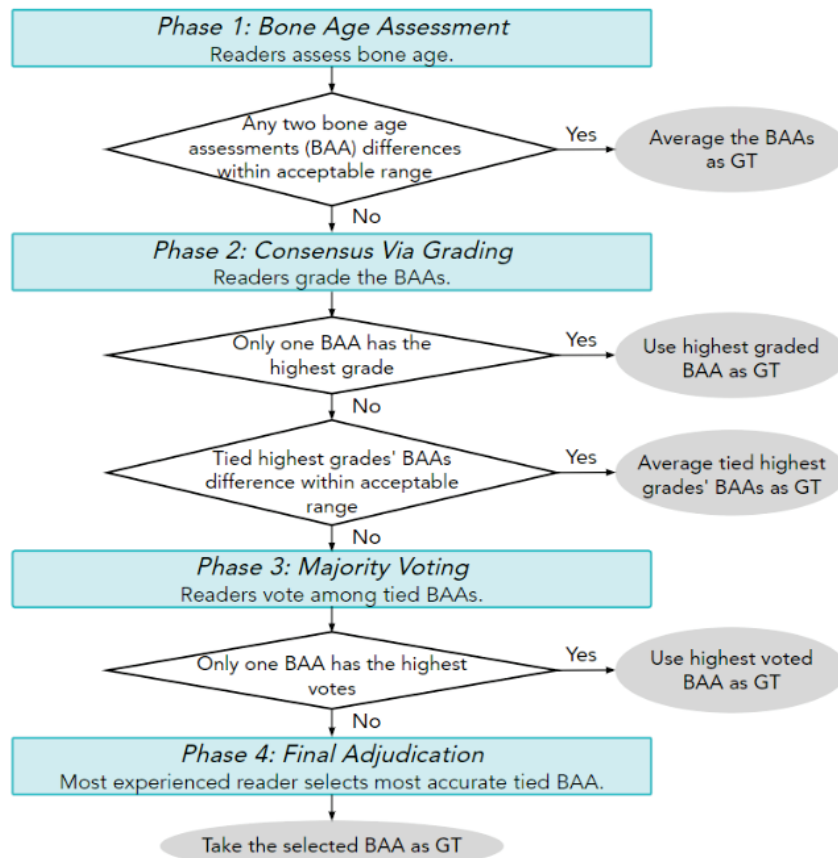 Phase 1: Bone Age Assessment
Readers assess bone age.
Any two bone age
assessments (BAA) differences
within acceptable range
Yes
Average the BAAs
as GT
No
Phase 2: Consensus Via Grading
Readers grade the BAAs.
Only one BAA has the
highest grade
Yes
Use highest graded
BAA as GT
No
Tied highest grades' BAAs
difference within acceptable
range
Yes
Average tied highest
grades' BAAs as GT
No
Phase 3: Majority Voting
Readers vote among tied BAAs.
Only one BAA has the highest
votes
Yes
Use highest voted
BAA as GT
No
Phase 4: Final Adjudication
Most experienced reader selects most accurate tied BAA.
Take the selected BAA as GT